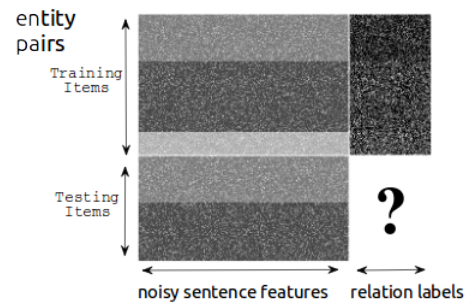 entity
pairs
Training
Items
Testing
Items
?
noisy sentence features
relation labels